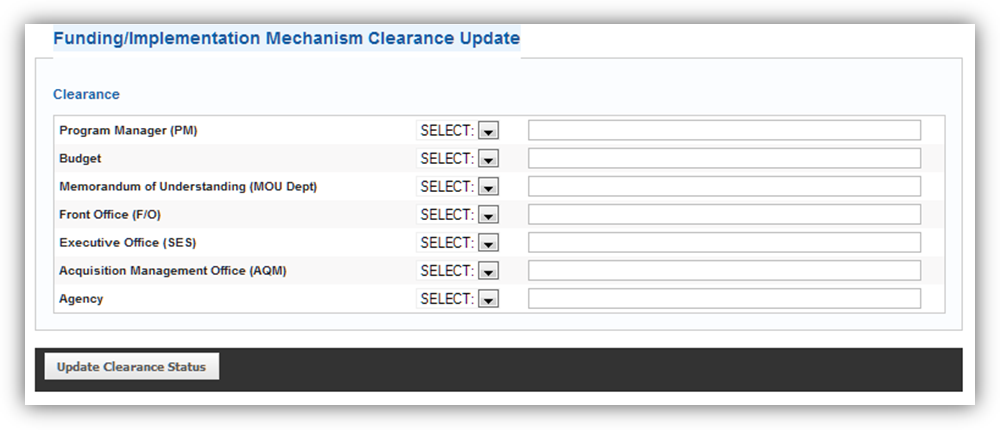 Funding/Implementation Mechanism Clearance Update
Clearance
Program Manager (PM) SELECT:
Budget SELECT:
Memorandum of Understanding (MOU Dept) SELECT:
Front Office (F/O) SELECT:
Executive Office (SES) SELECT:
Acquisition Management Office (AQM) SELECT:
Agency SELECT:
Update Clearance Status